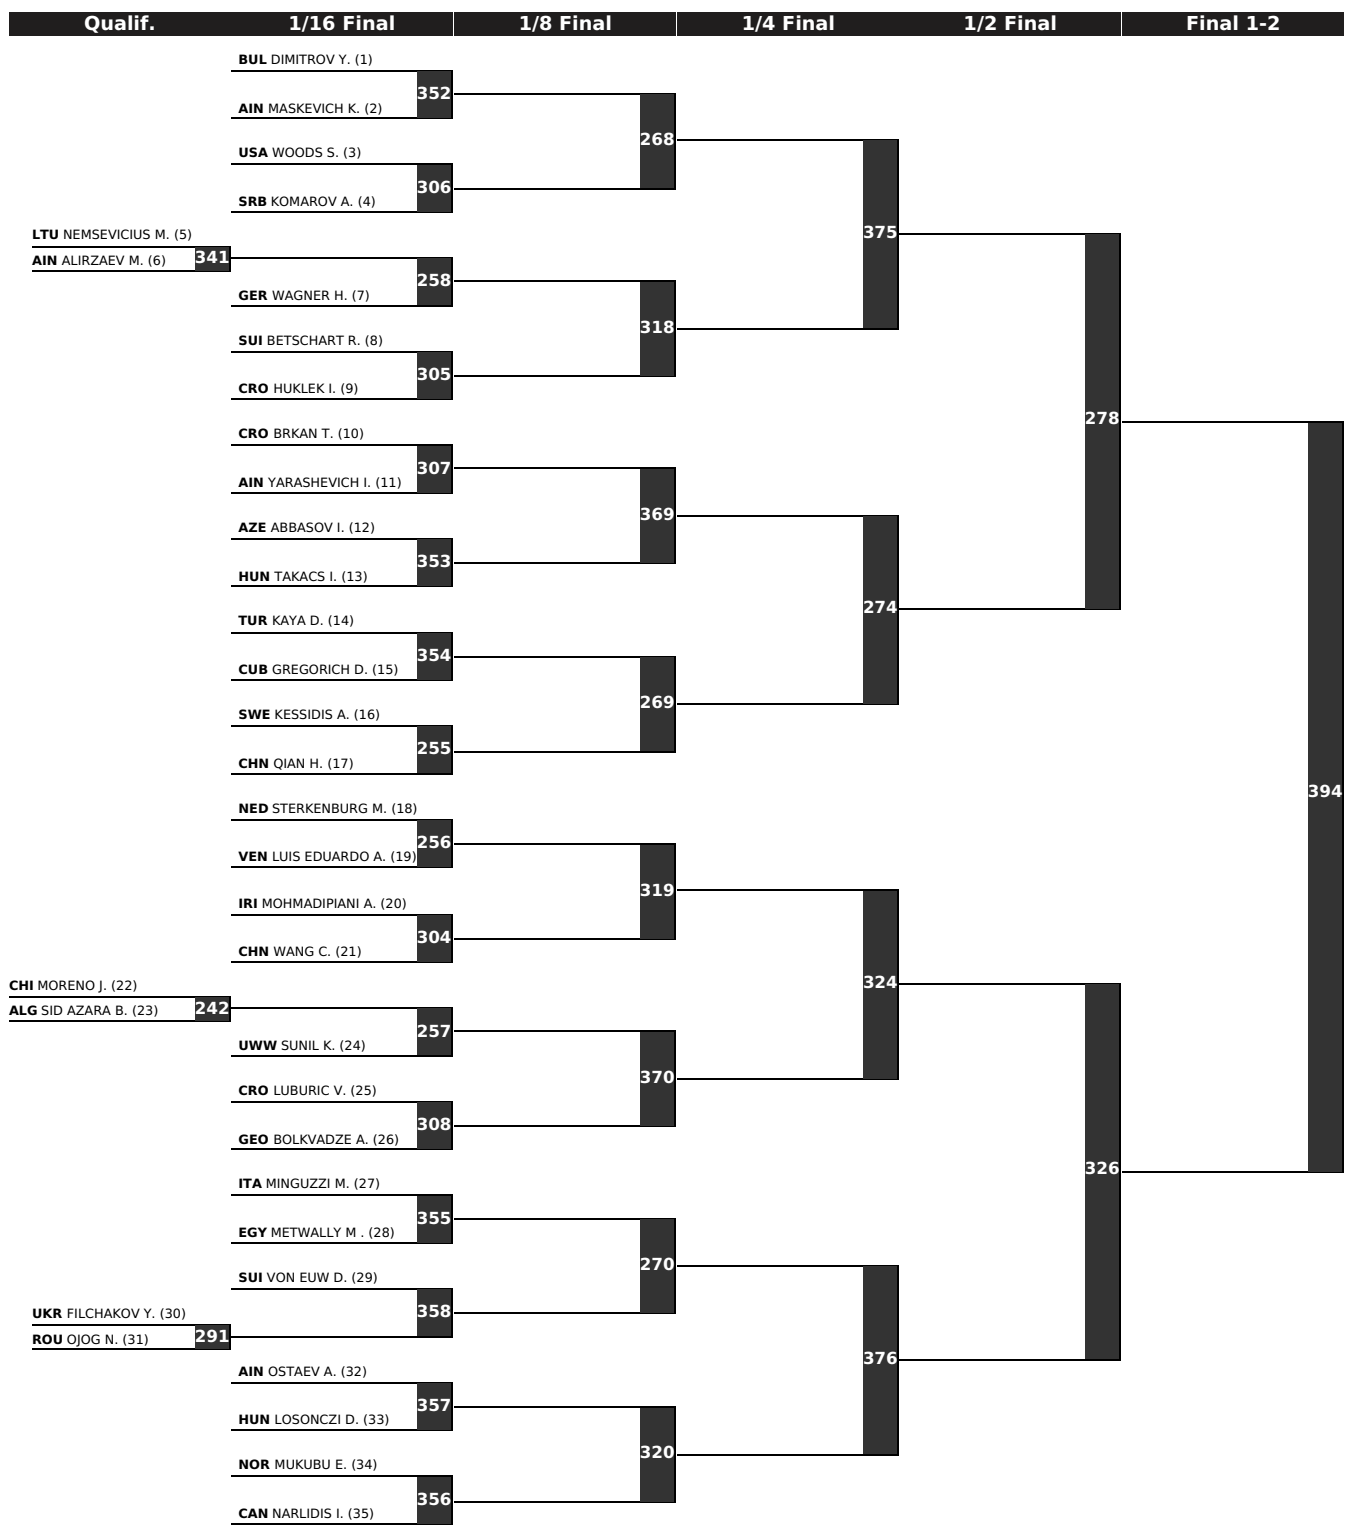 Qualif. 1/16 Final 1/8 Final 1/4 Final 1/2 Final Final 1-2
BUL DIMITROV Y. (1)
352
AIN MASKEVICH K. (2)
268
USA WOODS S. (3)
306
SRB KOMAROV A. (4)
375
LTU NEMSEVICIUS M. (5)
341
AIN ALIRZAEV M. (6)
258
GER WAGNER H. (7)
318
SUI BETSCHART R. (8)
305
CRO HUKLEK I. (9)
278
CRO BRKAN T. (10)
307
AIN YARASHEVICH I. (11)
369
AZE ABBASOV I. (12)
353
HUN TAKACS I. (13)
274
TUR KAYA D. (14)
354
CUB GREGORICH D. (15)
269
SWE KESSIDIS A. (16)
255
CHN QIAN H. (17)
394
NED STERKENBURG M. (18)
256
VEN LUIS EDUARDO A. (19)
319
IRI MOHMADIPIANI A. (20)
304
CHN WANG C. (21)
324
CHI MORENO J. (22)
242
ALG SID AZARA B. (23)
257
UWW SUNIL K. (24)
370
CRO LUBURIC V. (25)
308
GEO BOLKVADZE A. (26)
326
ITA MINGUZZI M. (27)
355
EGY METWALLY M . (28)
270
SUI VON EUW D. (29)
358
UKR FILCHAKOV Y. (30)
291
ROU OJOG N. (31)
376
AIN OSTAEV A. (32)
357
HUN LOSONCZI D. (33)
320
NOR MUKUBU E. (34)
356
CAN NARLIDIS I. (35)